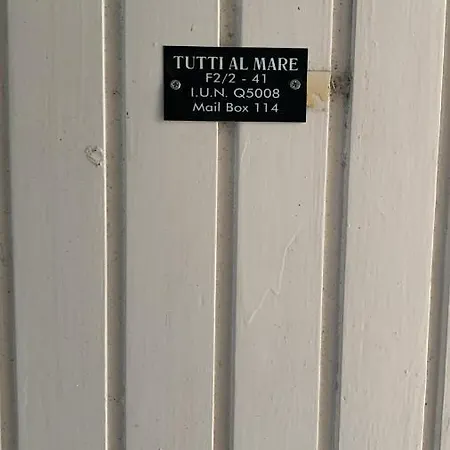 TUTTI AL MARE
F2/2 - 41
I.U.N. Q5008
Mail Box 114